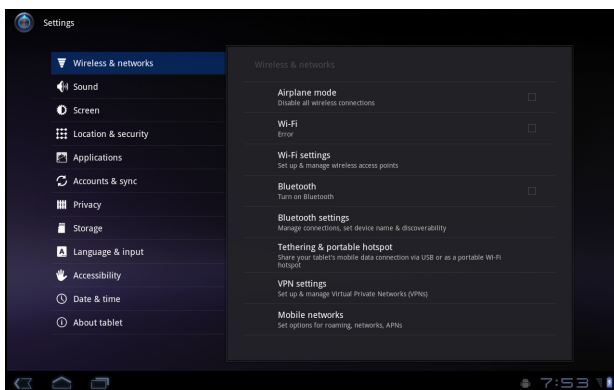 Settings
Wireless & networks
Sound
Screen
Location & security
Applications
Accounts & sync
Privacy
Storage
A
Language & input
Accessibility
Date & time
About tablet
Wireless & networks
Airplane mode
Disable all wireless connections
Wi-Fi
Error
Wi-Fi settings
Set up & manage wireless access points
Bluetooth
Turn on Bluetooth
Bluetooth settings
Manage connections, set device name & discoverability
Tethering & portable hotspot
Share your tablet's mobile data connection via USB or as a portable Wi-Fi
hotspot
VPN settings
Set up & manage Virtual Private Networks (VPNs)
Mobile networks
Set options for roaming, networks, APNs
7:53